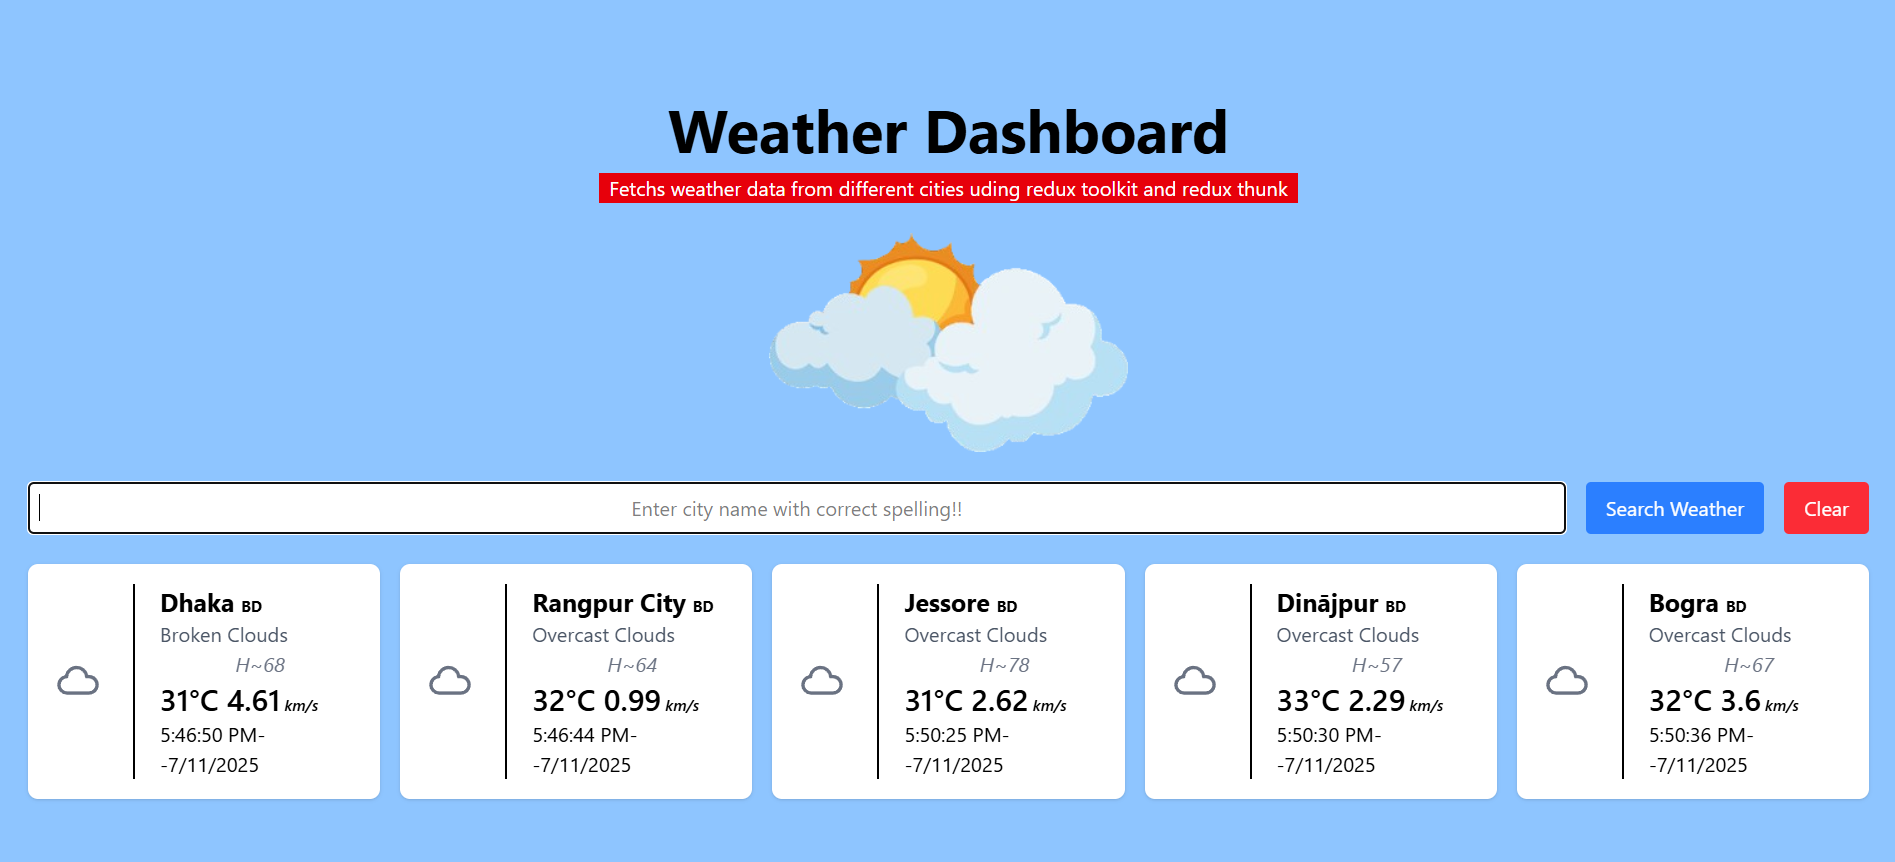 Weather Dashboard
Fetchs weather data from different cities uding redux toolkit and redux thunk
Enter city name with correct spelling!!
Search Weather
Clear
Dhaka BD
Broken Clouds
H~68
31°C 4.61 km/s
5:46:50 PM-
-7/11/2025
Rangpur City BD
Overcast Clouds
H~64
32°C 0.99 km/s
5:46:44 PM-
-7/11/2025
Jessore BD
Overcast Clouds
H~78
31°C 2.62 km/s
5:50:25 PM-
-7/11/2025
Dinājpur BD
Overcast Clouds
H~57
33°C 2.29 km/s
5:50:30 PM-
-7/11/2025
Bogra BD
Overcast Clouds
H~67
32°C 3.6 km/s
5:50:36 PM-
-7/11/2025